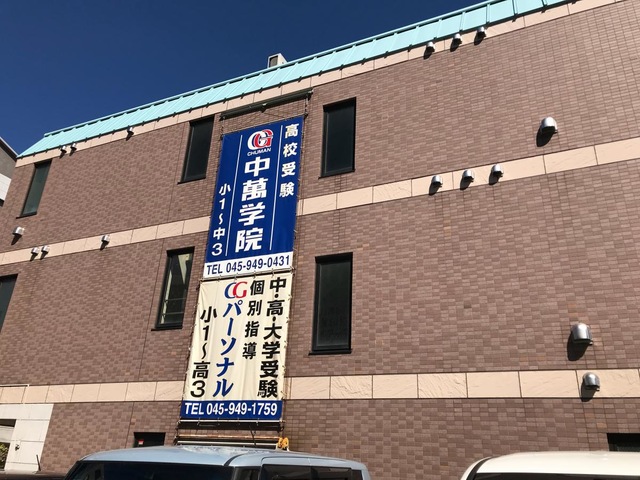 高校受験
CG
CHUMAN
中萬学院
小1〜中3
TEL 045-949-0431
中・高・大学受験
個別指導
CGパーソナル
小1〜高3
TEL 045-949-1759